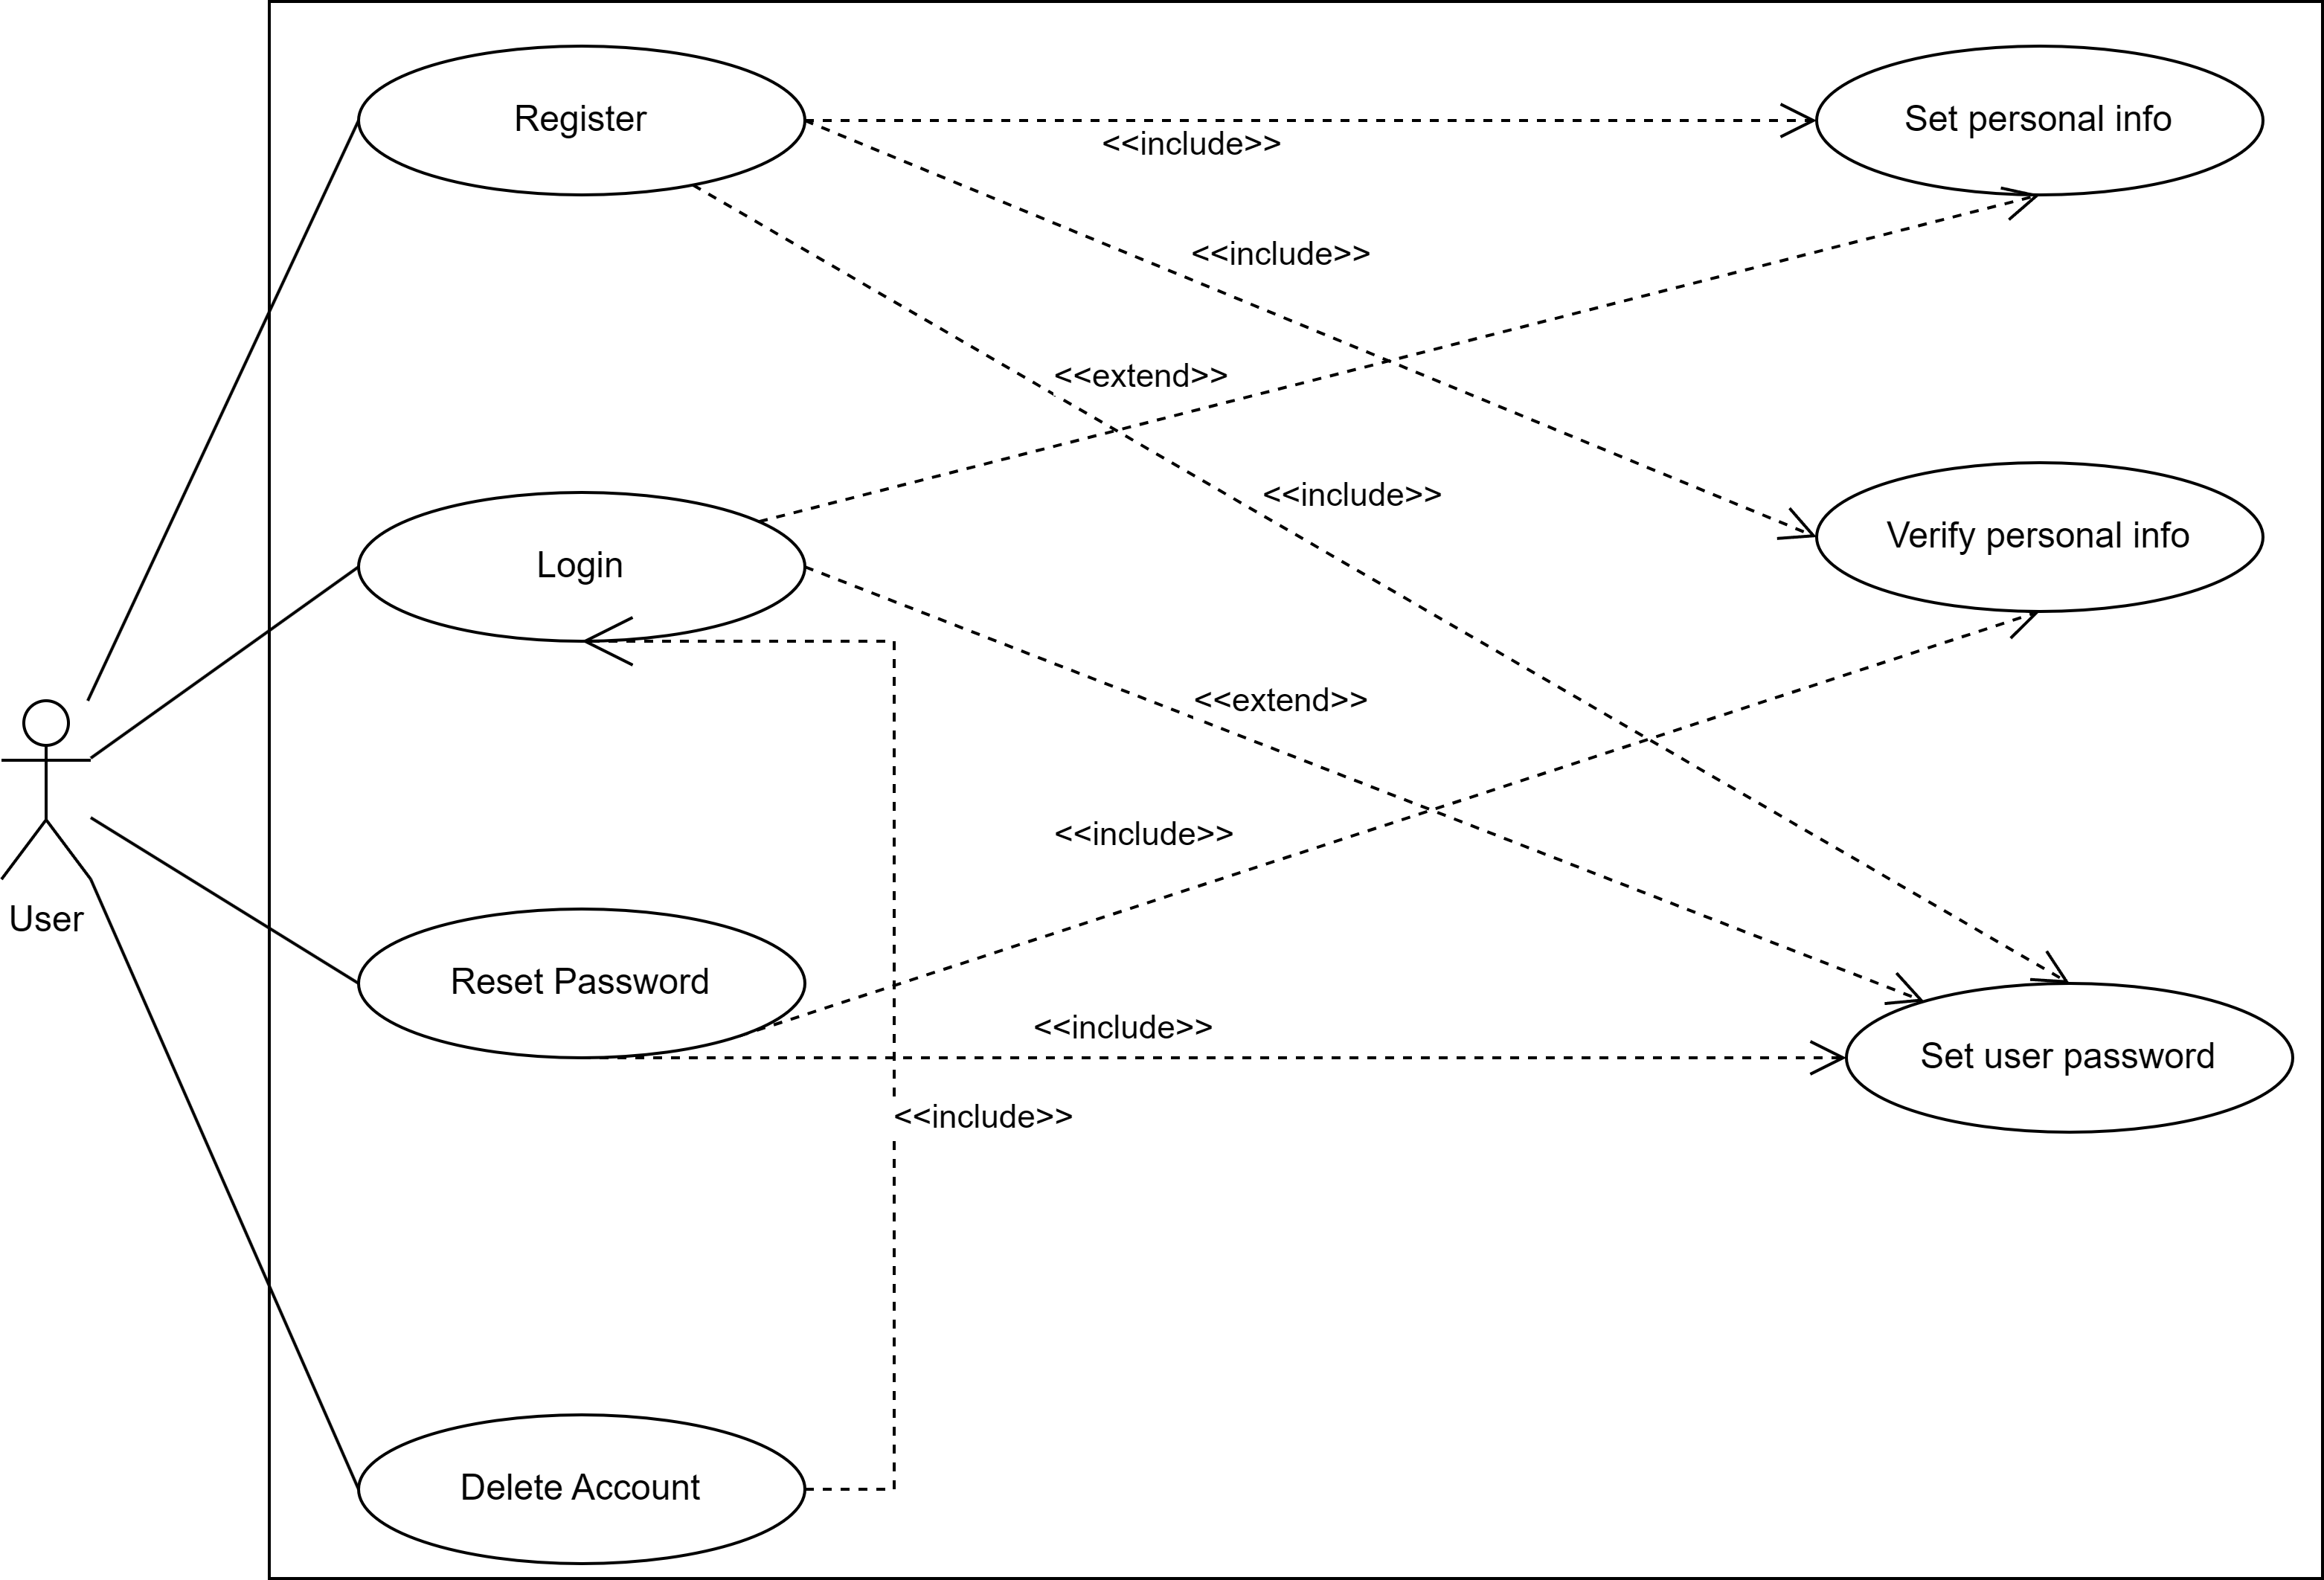 Register
Set personal info
<<include>>
<<include>>
<<extend>>
<<include>>
Verify personal info
Login
<<extend>>
<<include>>
User
Reset Password
<<include>>
Set user password
<<include>>
Delete Account